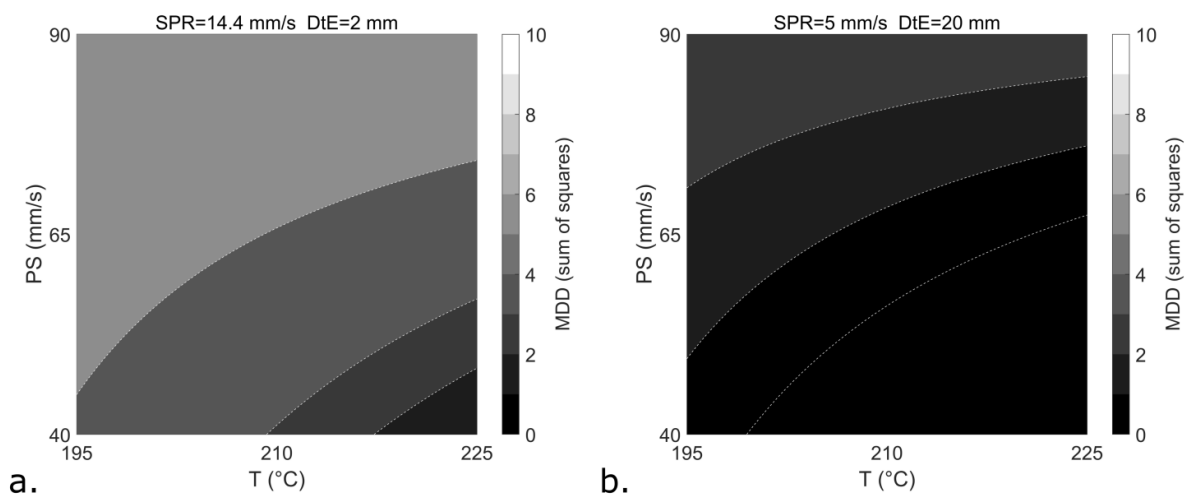 SPR=14.4 mm/s DtE=2 mm
90
65
40
PS (mm/s)
195
210
225
T (°C)
10
8
6
4
2
0
MDD (sum of squares)
a.
SPR=5 mm/s DtE=20 mm
90
65
40
PS (mm/s)
195
210
225
T (°C)
10
8
6
4
2
0
MDD (sum of squares)
b.